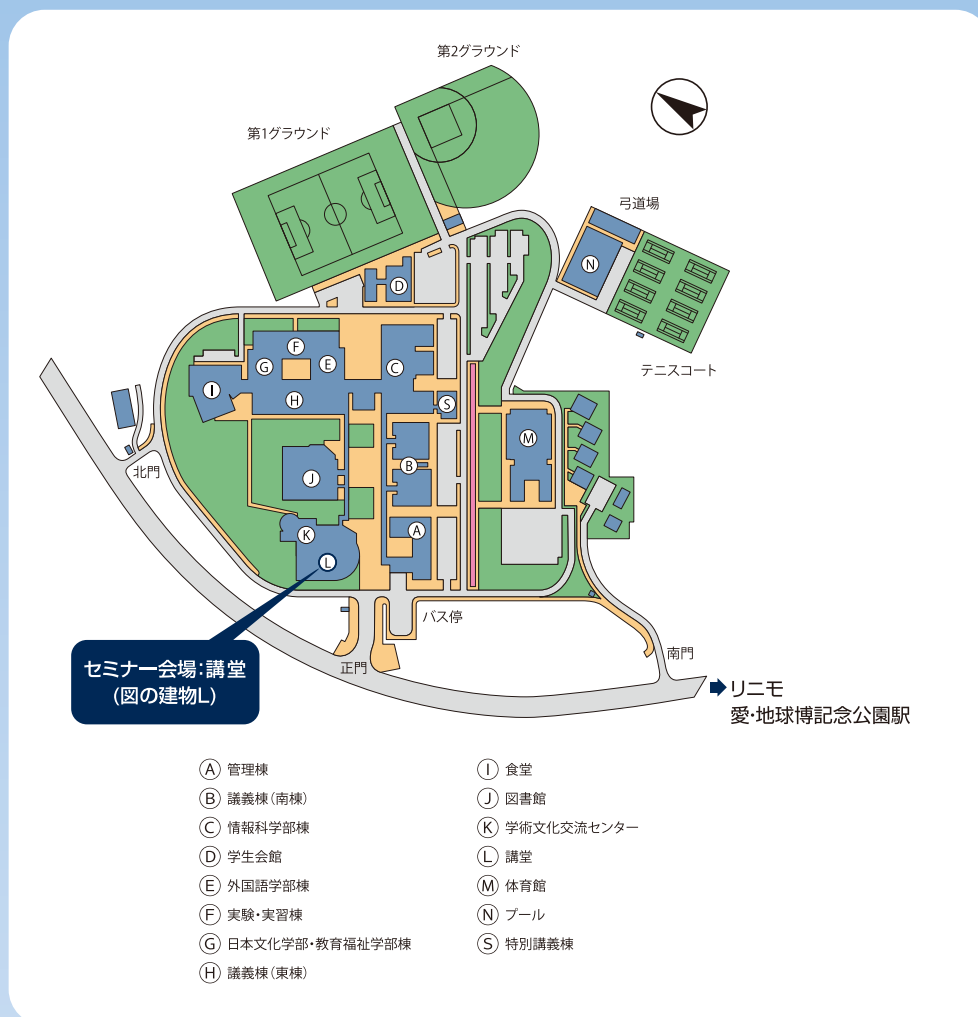 第2グラウンド
第1グラウンド
弓道場
N
D
テニスコート
F
G
E
C
I
H
S
M
B
北門
J
A
K
L
バス停
セミナー会場:講堂
(図の建物L)
正門
南門
リニモ
愛・地球博記念公園駅
A 管理棟
B 議義棟(南棟)
C 情報科学部棟
D 学生会館
E 外国語学部棟
F 実験・実習棟
G 日本文化学部・教育福祉学部棟
H 議義棟(東棟)
I 食堂
J 図書館
K 学術文化交流センター
L 講堂
M 体育館
N プール
S 特別講義棟